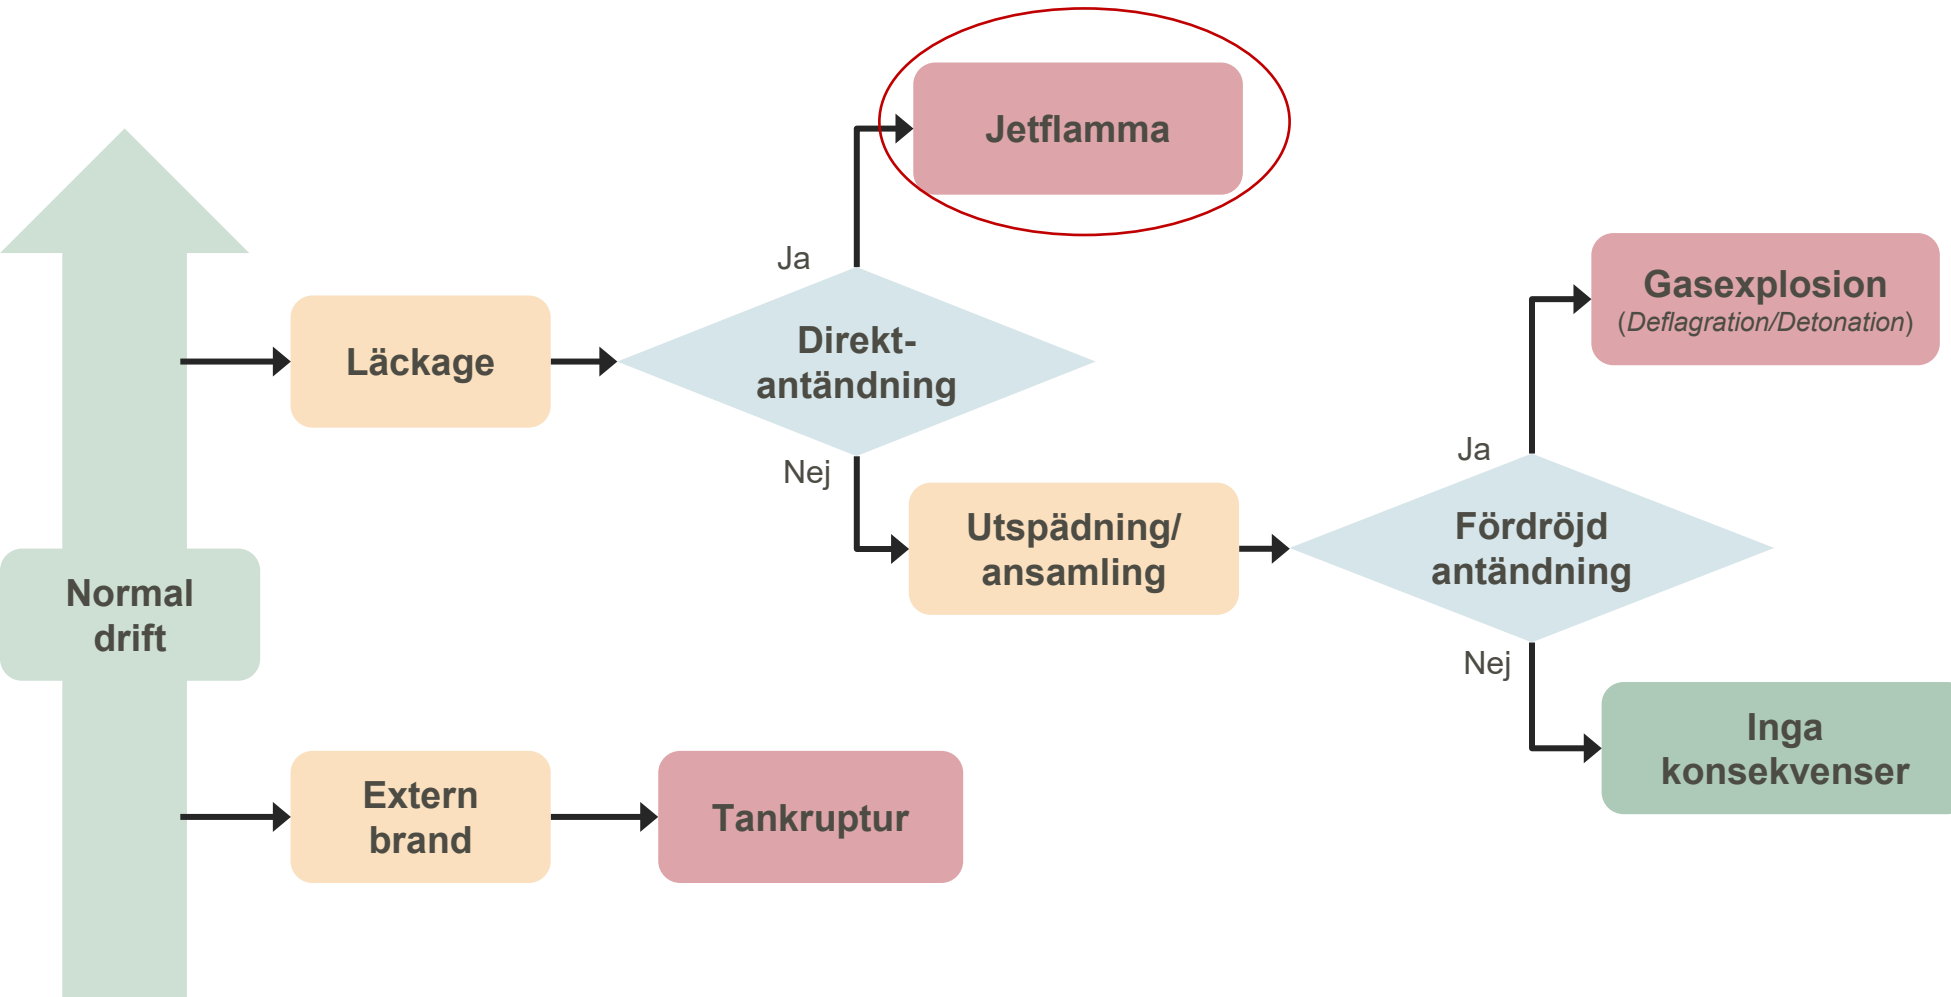 Jetflamma
Ja
Gasexplosion
(Deflagration/Detonation)
Läckage
Direkt-
antändning
Nej
Ja
Utspädning/
ansamling
Fördröjd
antändning
Normal
drift
Nej
Inga
konsekvenser
Extern
brand
Tankruptur